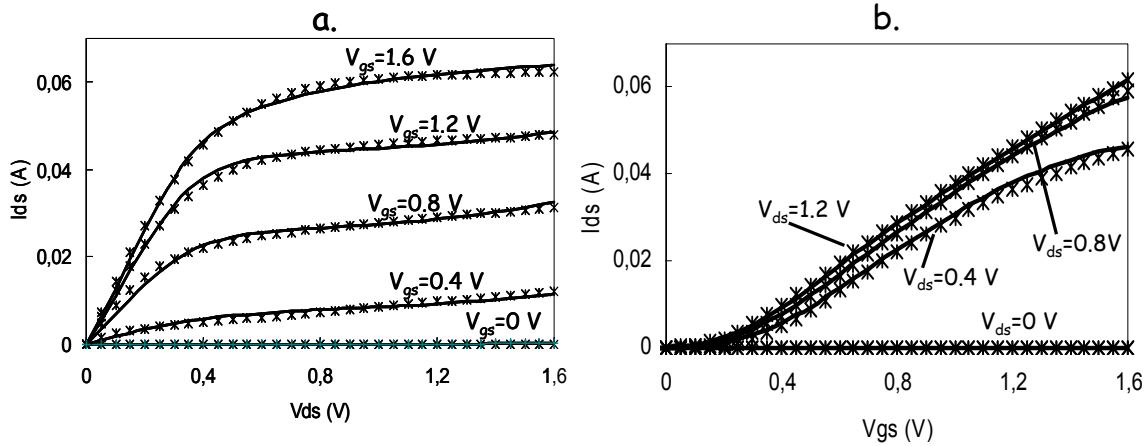 a.
Ids (A)
0,06
0,04
0,02
0
Vgs=1.6 V
Vgs=1.2 V
Vgs=0.8 V
Vgs=0.4 V
Vgs=0 V
0 0,4 0,8 1,2 1,6
Vds (V)
b.
Ids (A)
0,06
0,04
0,02
0
Vds=1.2 V
Vds=0.8V
Vds=0.4 V
Vds=0 V
0 0,4 0,8 1,2 1,6
Vgs (V)